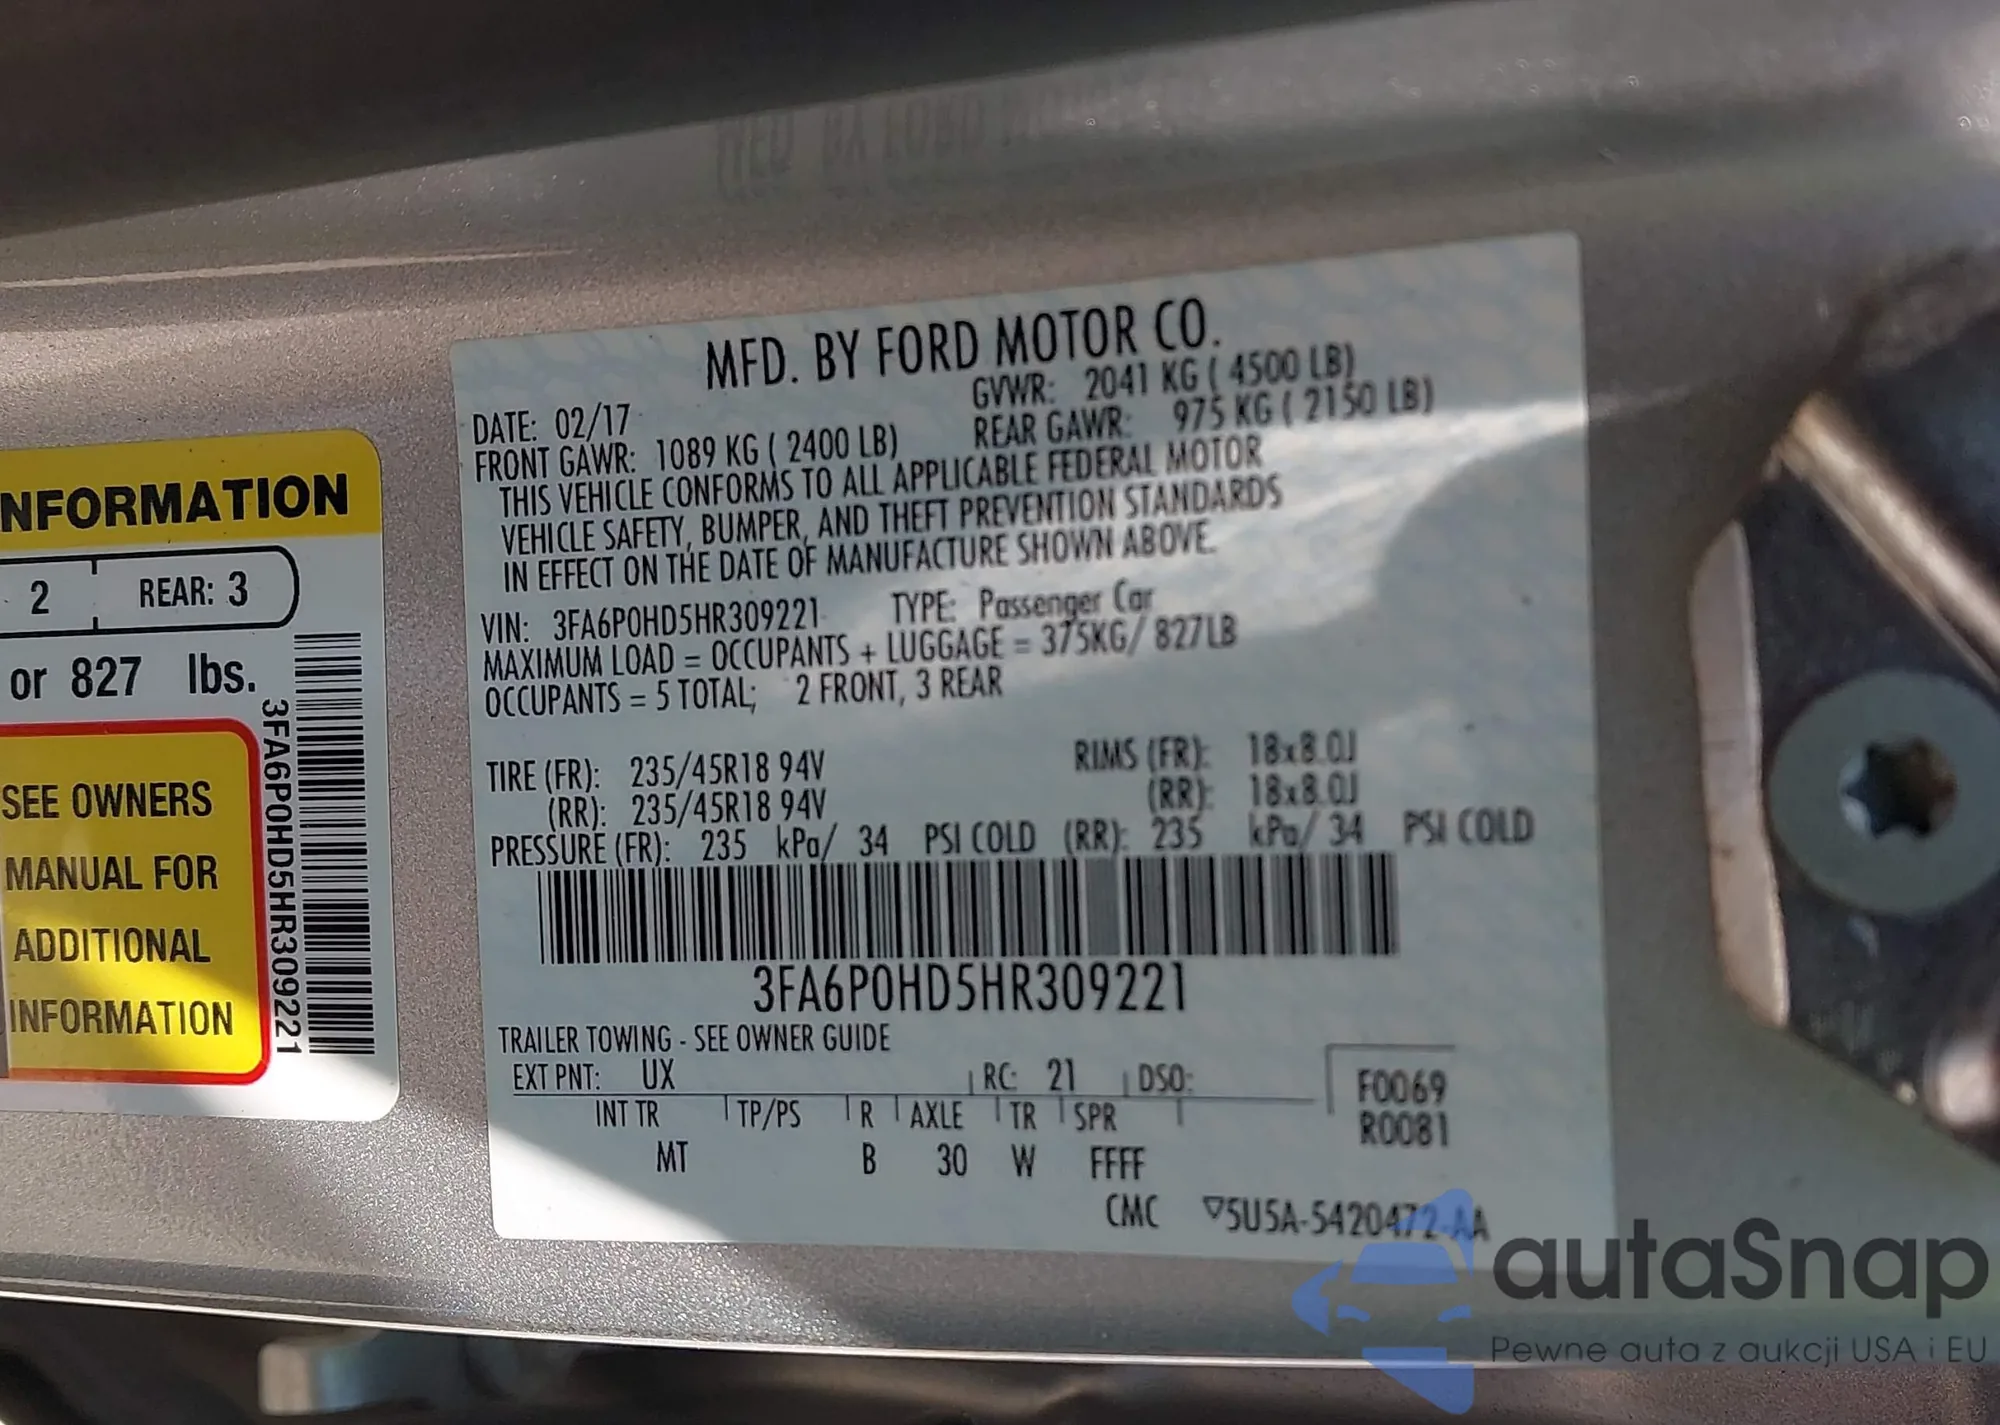 NFORMATION
2 REAR: 3
or 827 lbs.
3FA6P0HD5HR309221
SEE OWNERS
MANUAL FOR
ADDITIONAL
INFORMATION
MFD. BY FORD MOTOR CO.
DATE: 02/17 GVWR: 2041 KG ( 4500 LB)
FRONT GAWR: 1089 KG ( 2400 LB) REAR GAWR: 975 KG ( 2150 LB)
THIS VEHICLE CONFORMS TO ALL APPLICABLE FEDERAL MOTOR
VEHICLE SAFETY, BUMPER, AND THEFT PREVENTION STANDARDS
IN EFFECT ON THE DATE OF MANUFACTURE SHOWN ABOVE.
VIN: 3FA6P0HD5HR309221 TYPE: Passenger Car
MAXIMUM LOAD = OCCUPANTS + LUGGAGE = 375KG/ 827LB
OCCUPANTS = 5 TOTAL; 2 FRONT, 3 REAR
TIRE (FR): 235/45R18 94V RIMS (FR): 18x8.0J
(RR): 235/45R18 94V (RR): 18x8.0J
PRESSURE (FR): 235 kPa/ 34 PSI COLD (RR): 235 kPa/ 34 PSI COLD
3FA6P0HD5HR309221
TRAILER TOWING - SEE OWNER GUIDE
EXT PNT: UX RC: 21 DSO:
INT TR TP/PS R AXLE TR SPR
MT B 30 W FFFF
F0069
R0081
CMC ▽5U5A-5420472-AA
autaSnap
Pewne auta z aukcji USA i EU